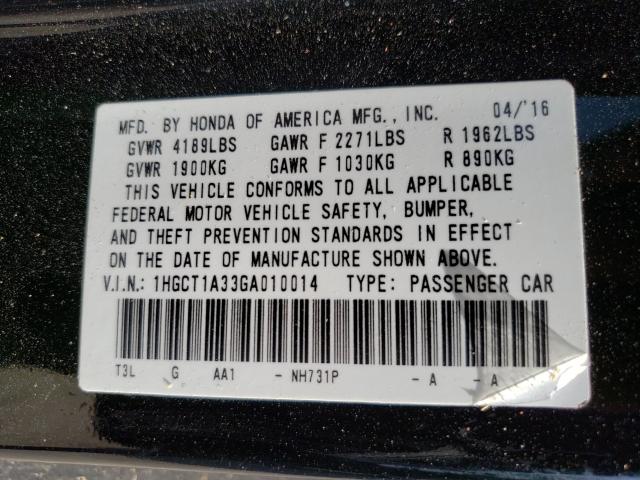 MFD. BY HONDA OF AMERICA MFG., INC. 04/'16
GVWR 4189LBS GAWR F 2271LBS R 1962LBS
GVWR 1900KG GAWR F 1030KG R 890KG
THIS VEHICLE CONFORMS TO ALL APPLICABLE
FEDERAL MOTOR VEHICLE SAFETY, BUMPER,
AND THEFT PREVENTION STANDARDS IN EFFECT
ON THE DATE OF MANUFACTURE SHOWN ABOVE.
V.I.N.: 1HGCT1A33GA010014 TYPE: PASSENGER CAR
T3L G AA1 - NH731P - A - A